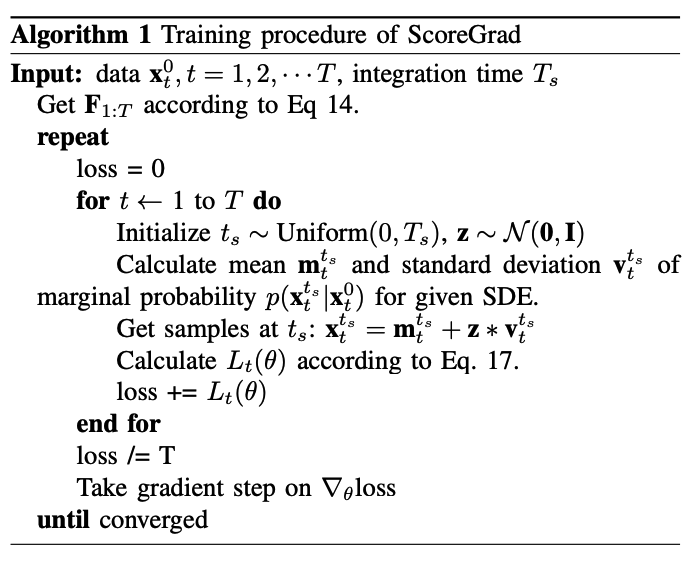 Algorithm 1 Training procedure of ScoreGrad
Input: data $\mathbf{x}_t^0, t = 1, 2, \cdots T$, integration time $T_s$
Get $\mathbf{F}_{1:T}$ according to Eq 14.
repeat
loss = 0
for $t \leftarrow 1$ to $T$ do
Initialize $t_s \sim \text{Uniform}(0, T_s)$, $\mathbf{z} \sim \mathcal{N}(\mathbf{0}, \mathbf{I})$
Calculate mean $\mathbf{m}_t^{t_s}$ and standard deviation $\mathbf{v}_t^{t_s}$ of
marginal probability $p(\mathbf{x}_t^{t_s}|\mathbf{x}_t^0)$ for given SDE.
Get samples at $t_s$: $\mathbf{x}_t^{t_s} = \mathbf{m}_t^{t_s} + \mathbf{z} * \mathbf{v}_t^{t_s}$
Calculate $L_t(\theta)$ according to Eq. 17.
loss += $L_t(\theta)$
end for
loss /= T
Take gradient step on $\nabla_\theta$loss
until converged